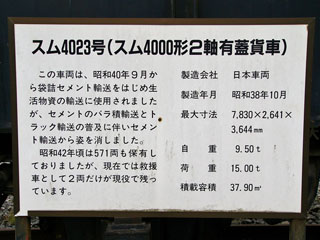 スム4023号(スム4000形2軸有蓋貨車)
この車両は、昭和40年9月か
ら袋詰セメント輸送をはじめ生
活物資の輸送に使用されました
が、セメントのバラ積輸送とト
ラック輸送の普及に伴いセメン
ト輸送から姿を消しました。
昭和42年頃は571両も保有し
ておりましたが、現在では救援
車として2両だけが現役で残っ
ています。
製造会社 日本車両
製造年月 昭和38年10月
最大寸法 7,830×2,641×
3,644㎜
自重 9.50t
荷重 15.00t
積載容積 37.90㎥